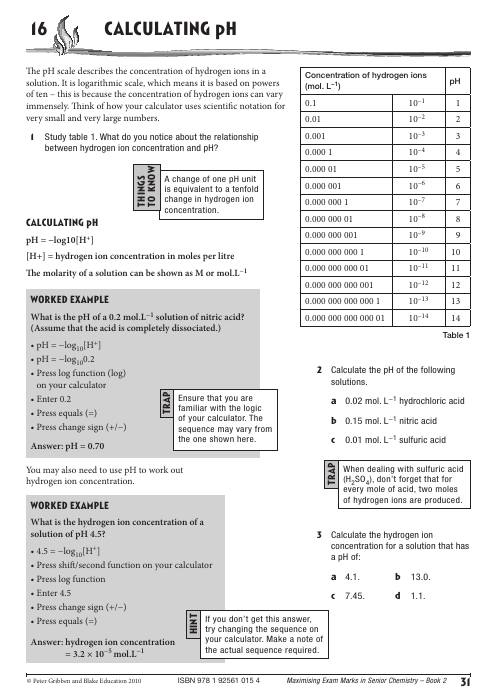 16 CALCULATING pH
The pH scale describes the concentration of hydrogen ions in a
solution. It is logarithmic scale, which means it is based on powers
of ten – this is because the concentration of hydrogen ions can vary
immensely. Think of how your calculator uses scientific notation for
very small and very large numbers.
1 Study table 1. What do you notice about the relationship
between hydrogen ion concentration and pH?
THINGS
TO KNOW
A change of one pH unit
is equivalent to a tenfold
change in hydrogen ion
concentration.
CALCULATING pH
pH = –log10[H⁺]
[H+] = hydrogen ion concentration in moles per litre
The molarity of a solution can be shown as M or mol.L⁻¹
WORKED EXAMPLE
What is the pH of a 0.2 mol.L⁻¹ solution of nitric acid?
(Assume that the acid is completely dissociated.)
• pH = –log₁₀[H⁺]
• pH = –log₁₀0.2
• Press log function (log)
on your calculator
• Enter 0.2
• Press equals (=)
• Press change sign (+/–)
Answer: pH = 0.70
TRAP
Ensure that you are
familiar with the logic
of your calculator. The
sequence may vary from
the one shown here.
You may also need to use pH to work out
hydrogen ion concentration.
WORKED EXAMPLE
What is the hydrogen ion concentration of a
solution of pH 4.5?
• 4.5 = –log₁₀[H⁺]
• Press shift/second function on your calculator
• Press log function
• Enter 4.5
• Press change sign (+/–)
• Press equals (=)
Answer: hydrogen ion concentration
= 3.2 × 10⁻⁵ mol.L⁻¹
HINT
If you don't get this answer,
try changing the sequence on
your calculator. Make a note of
the actual sequence required.
Concentration of hydrogen ions
(mol. L⁻¹) pH
0.1 10⁻¹ 1
0.01 10⁻² 2
0.001 10⁻³ 3
0.000 1 10⁻⁴ 4
0.000 01 10⁻⁵ 5
0.000 001 10⁻⁶ 6
0.000 000 1 10⁻⁷ 7
0.000 000 01 10⁻⁸ 8
0.000 000 001 10⁻⁹ 9
0.000 000 000 1 10⁻¹⁰ 10
0.000 000 000 01 10⁻¹¹ 11
0.000 000 000 001 10⁻¹² 12
0.000 000 000 000 1 10⁻¹³ 13
0.000 000 000 000 01 10⁻¹⁴ 14
Table 1
2 Calculate the pH of the following
solutions.
a 0.02 mol. L⁻¹ hydrochloric acid
b 0.15 mol. L⁻¹ nitric acid
c 0.01 mol. L⁻¹ sulfuric acid
TRAP
When dealing with sulfuric acid
(H₂SO₄), don't forget that for
every mole of acid, two moles
of hydrogen ions are produced.
3 Calculate the hydrogen ion
concentration for a solution that has
a pH of:
a 4.1. b 13.0.
c 7.45. d 1.1.
© Peter Gribben and Blake Education 2010 ISBN 978 1 92561 015 4 Maximising Exam Marks in Senior Chemistry – Book 2 31